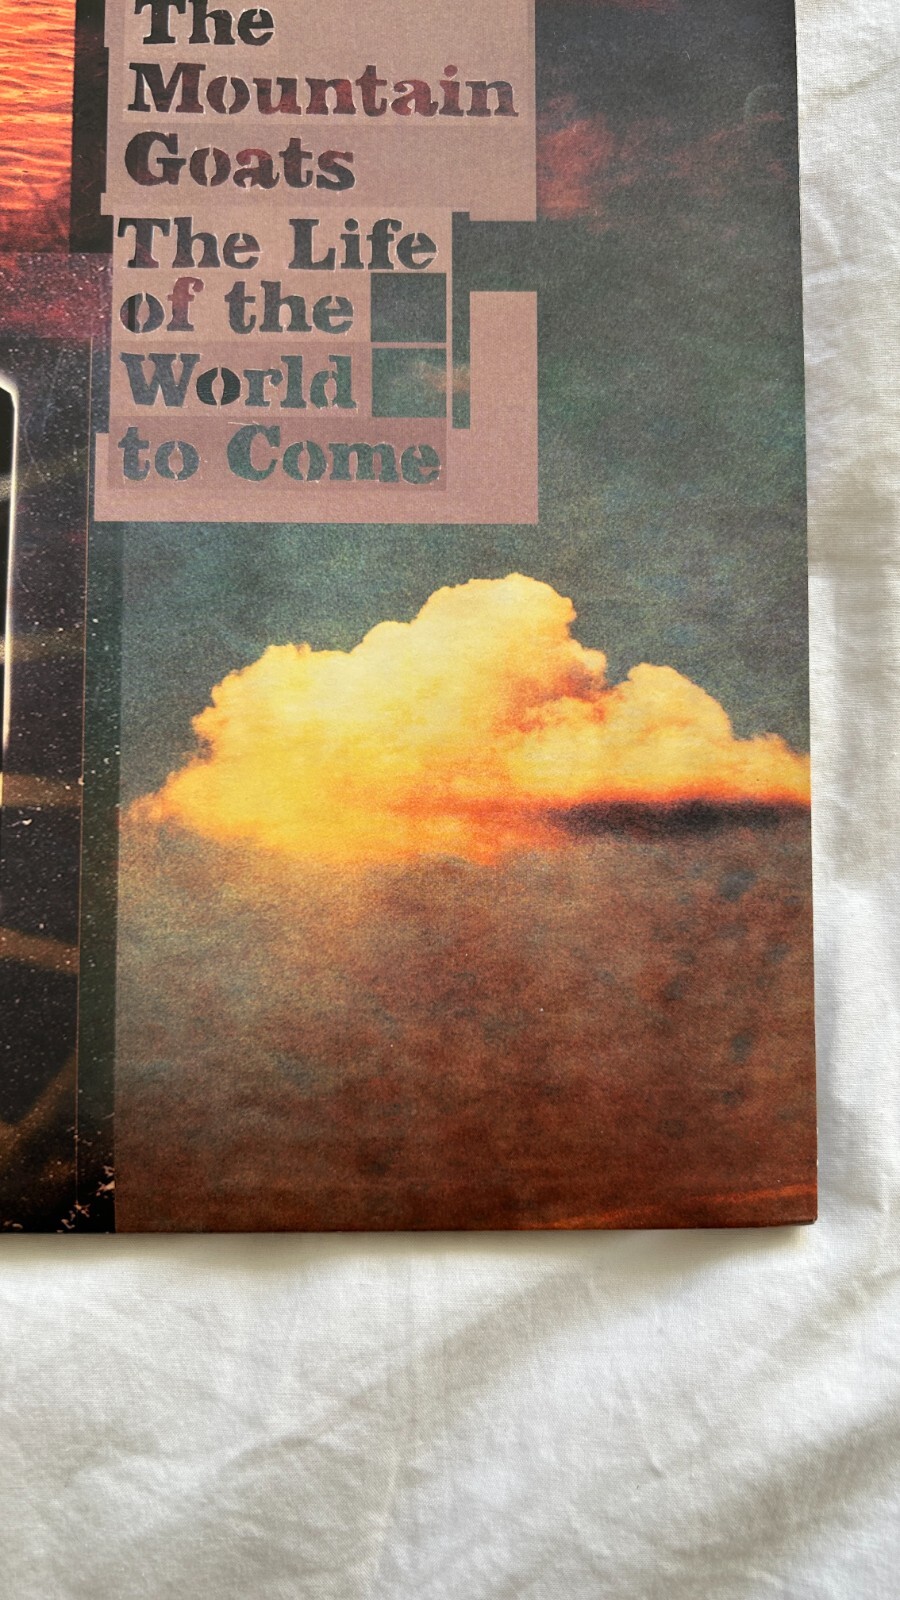 The
Mountain
Goats
The Life
of the
World
to Come